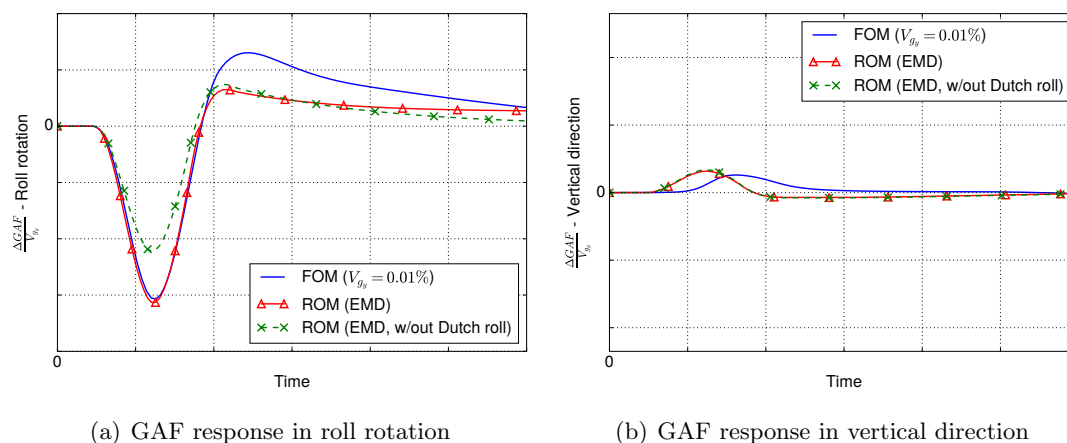 0
ΔGAF/V_{g_y} - Roll rotation
FOM (V_{g_y} = 0.01%)
ROM (EMD)
ROM (EMD, w/out Dutch roll)
0
Time
(a) GAF response in roll rotation
FOM (V_{g_y} = 0.01%)
ROM (EMD)
ROM (EMD, w/out Dutch roll)
0
ΔGAF/V_{g_y} - Vertical direction
0
Time
(b) GAF response in vertical direction